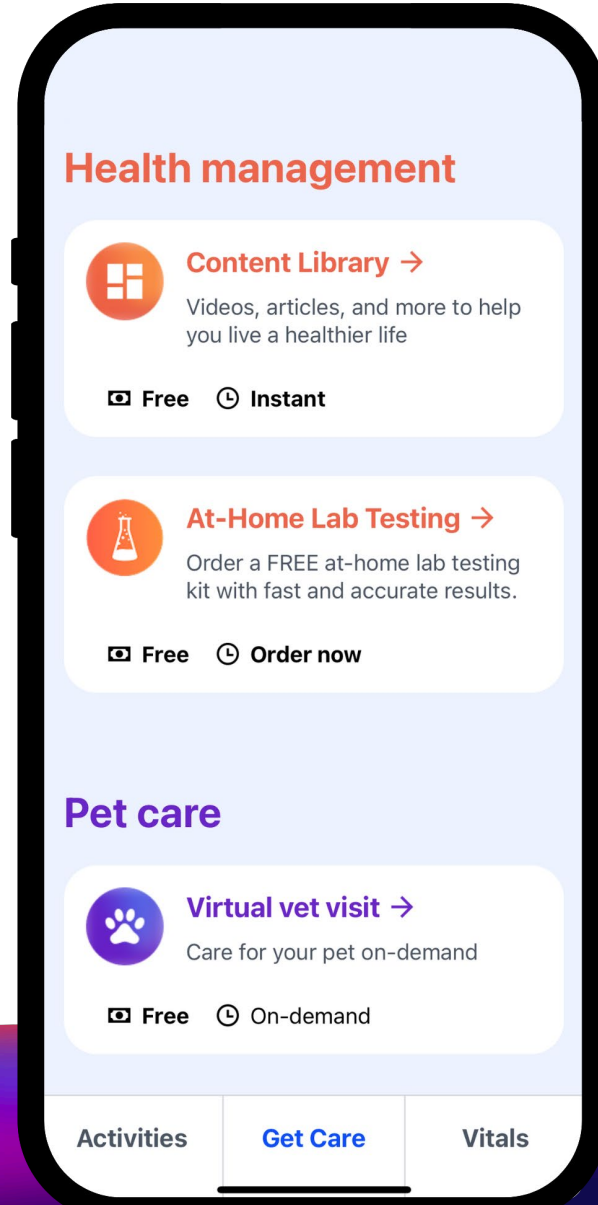 Health management
Content Library →
Videos, articles, and more to help
you live a healthier life
Free Instant
At-Home Lab Testing →
Order a FREE at-home lab testing
kit with fast and accurate results.
Free Order now
Pet care
Virtual vet visit →
Care for your pet on-demand
Free On-demand
Activities Get Care Vitals